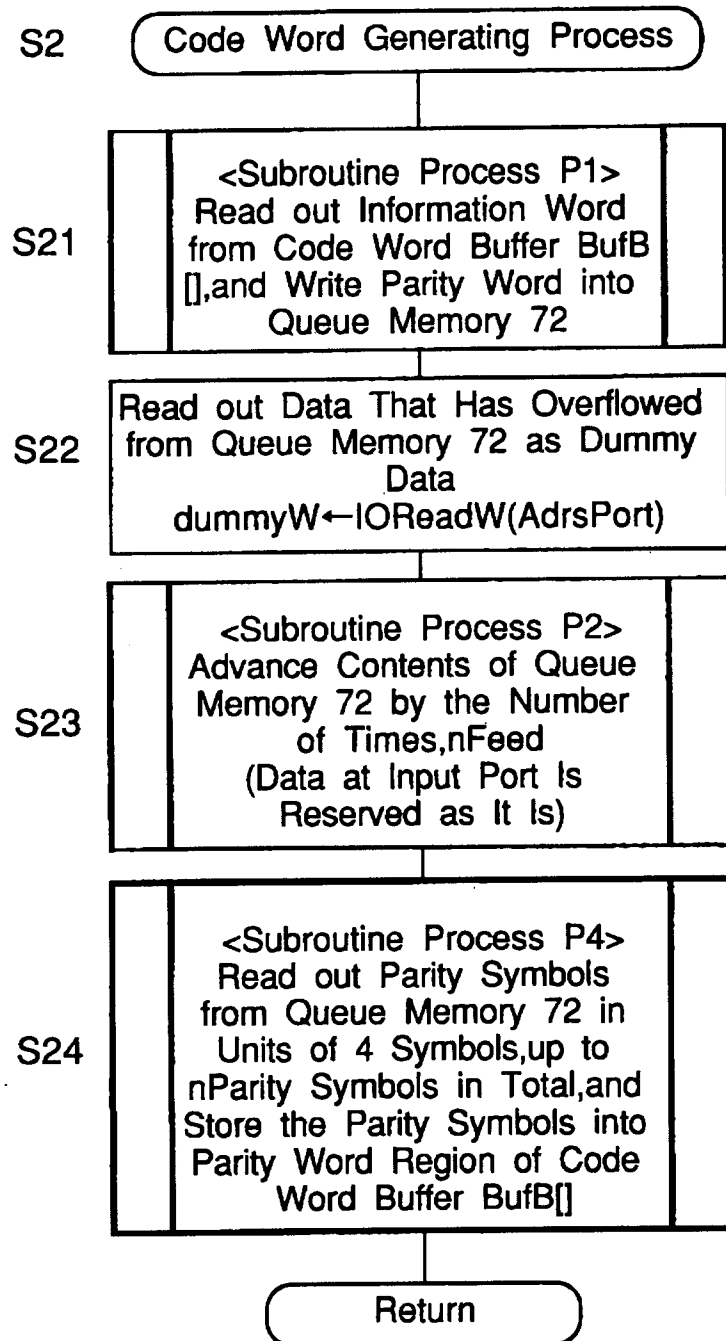 S2 Code Word Generating Process
<Subroutine Process P1>
Read out Information Word
S21 from Code Word Buffer BufB
[],and Write Parity Word into
Queue Memory 72
Read out Data That Has Overflowed
S22 from Queue Memory 72 as Dummy
Data
dummyW←IOReadW(AdrsPort)
<Subroutine Process P2>
Advance Contents of Queue
S23 Memory 72 by the Number
of Times,nFeed
(Data at Input Port Is
Reserved as It Is)
<Subroutine Process P4>
Read out Parity Symbols
from Queue Memory 72 in
S24 Units of 4 Symbols,up to
nParity Symbols in Total,and
Store the Parity Symbols into
Parity Word Region of Code
Word Buffer BufB[]
Return